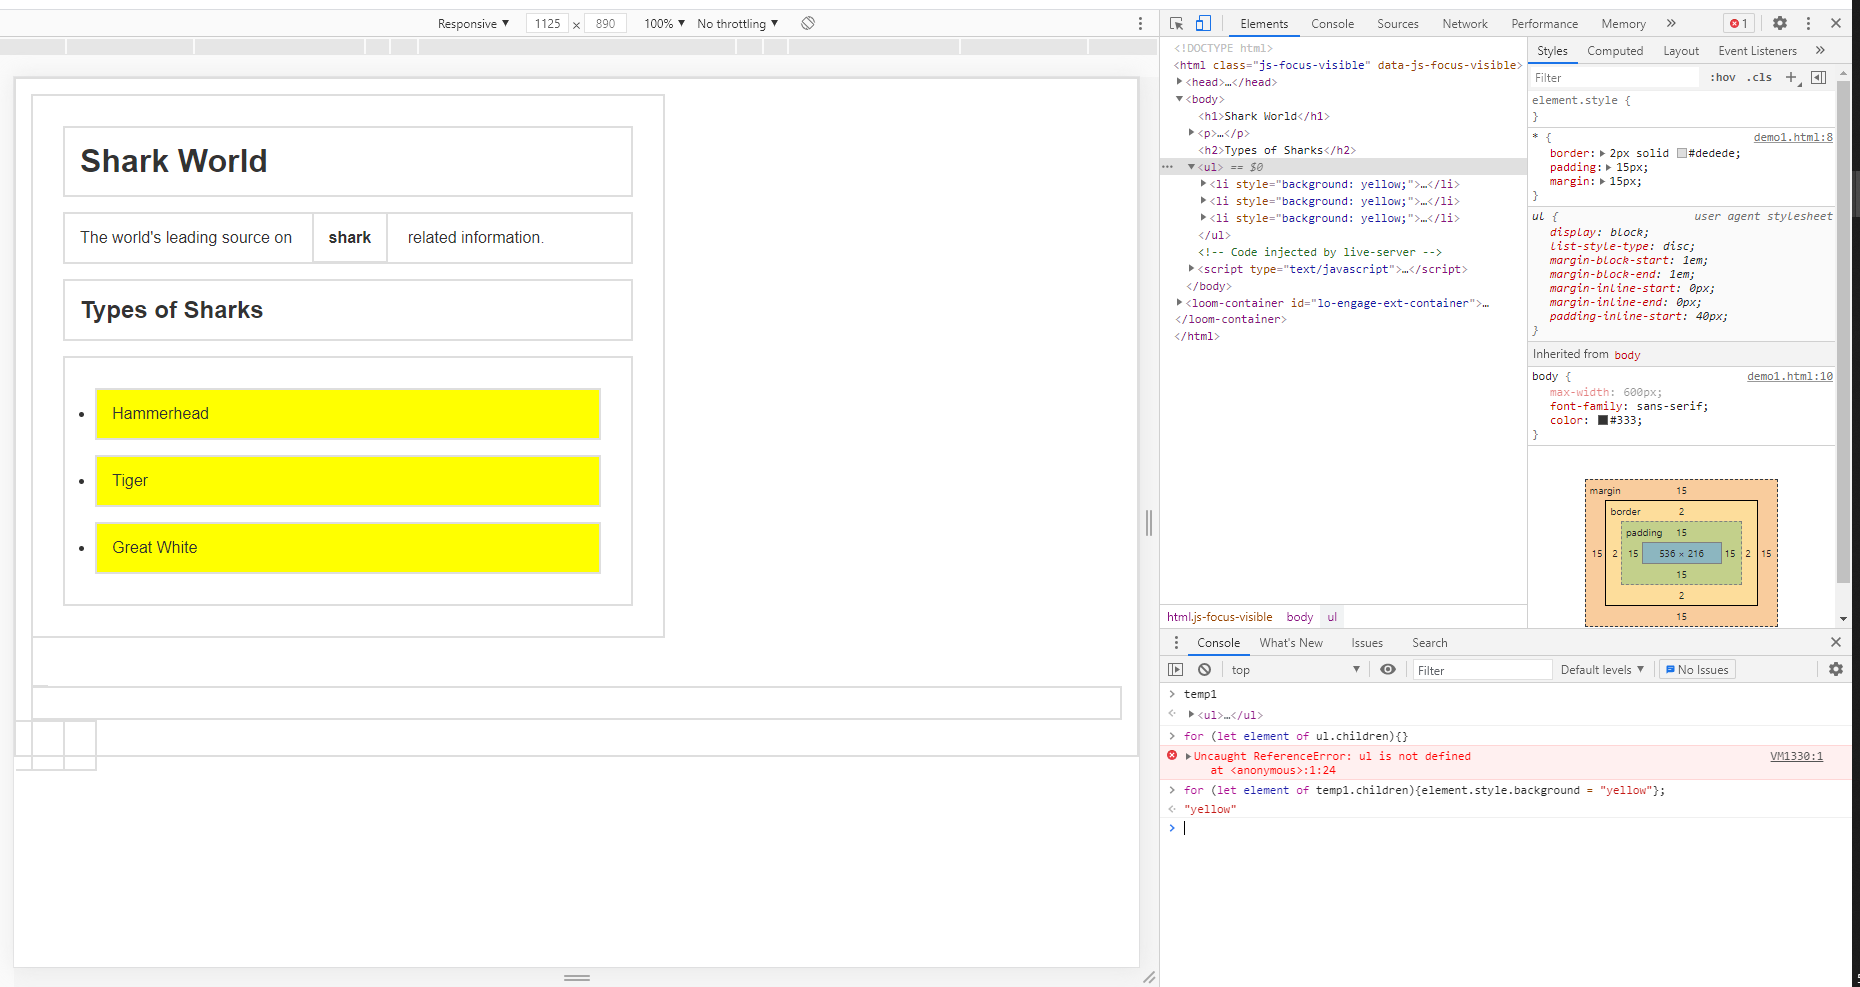 Responsive ▼ 1125 x 890 100% ▼ No throttling ▼
Shark World
The world's leading source on shark related information.
Types of Sharks
• Hammerhead
• Tiger
• Great White
Elements Console Sources Network Performance Memory » 1
<!DOCTYPE html>
<html class="js-focus-visible" data-js-focus-visible>
▶<head>…</head>
▼<body>
<h1>Shark World</h1>
▶<p>…</p>
<h2>Types of Sharks</h2>
… ▼<ul> == $0
▶<li style="background: yellow;">…</li>
▶<li style="background: yellow;">…</li>
▶<li style="background: yellow;">…</li>
</ul>
<!-- Code injected by live-server -->
▶<script type="text/javascript">…</script>
</body>
▶<loom-container id="lo-engage-ext-container">…
</loom-container>
</html>
html.js-focus-visible body ul
Styles Computed Layout Event Listeners »
Filter :hov .cls +
element.style {
}
* { demo1.html:8
border:▶ 2px solid #dedede;
padding:▶ 15px;
margin:▶ 15px;
}
ul { user agent stylesheet
display: block;
list-style-type: disc;
margin-block-start: 1em;
margin-block-end: 1em;
margin-inline-start: 0px;
margin-inline-end: 0px;
padding-inline-start: 40px;
}
Inherited from body
body { demo1.html:10
max-width: 600px;
font-family: sans-serif;
color: #333;
}
margin 15
border 2
padding 15
15 2 15 536 × 216 15 2 15
15
2
15
Console What's New Issues Search
top ▼ Filter Default levels ▼ No Issues
> temp1
<· ▶<ul>…</ul>
> for (let element of ul.children){}
▶Uncaught ReferenceError: ul is not defined VM1330:1
at <anonymous>:1:24
> for (let element of temp1.children){element.style.background = "yellow"};
<· "yellow"
>